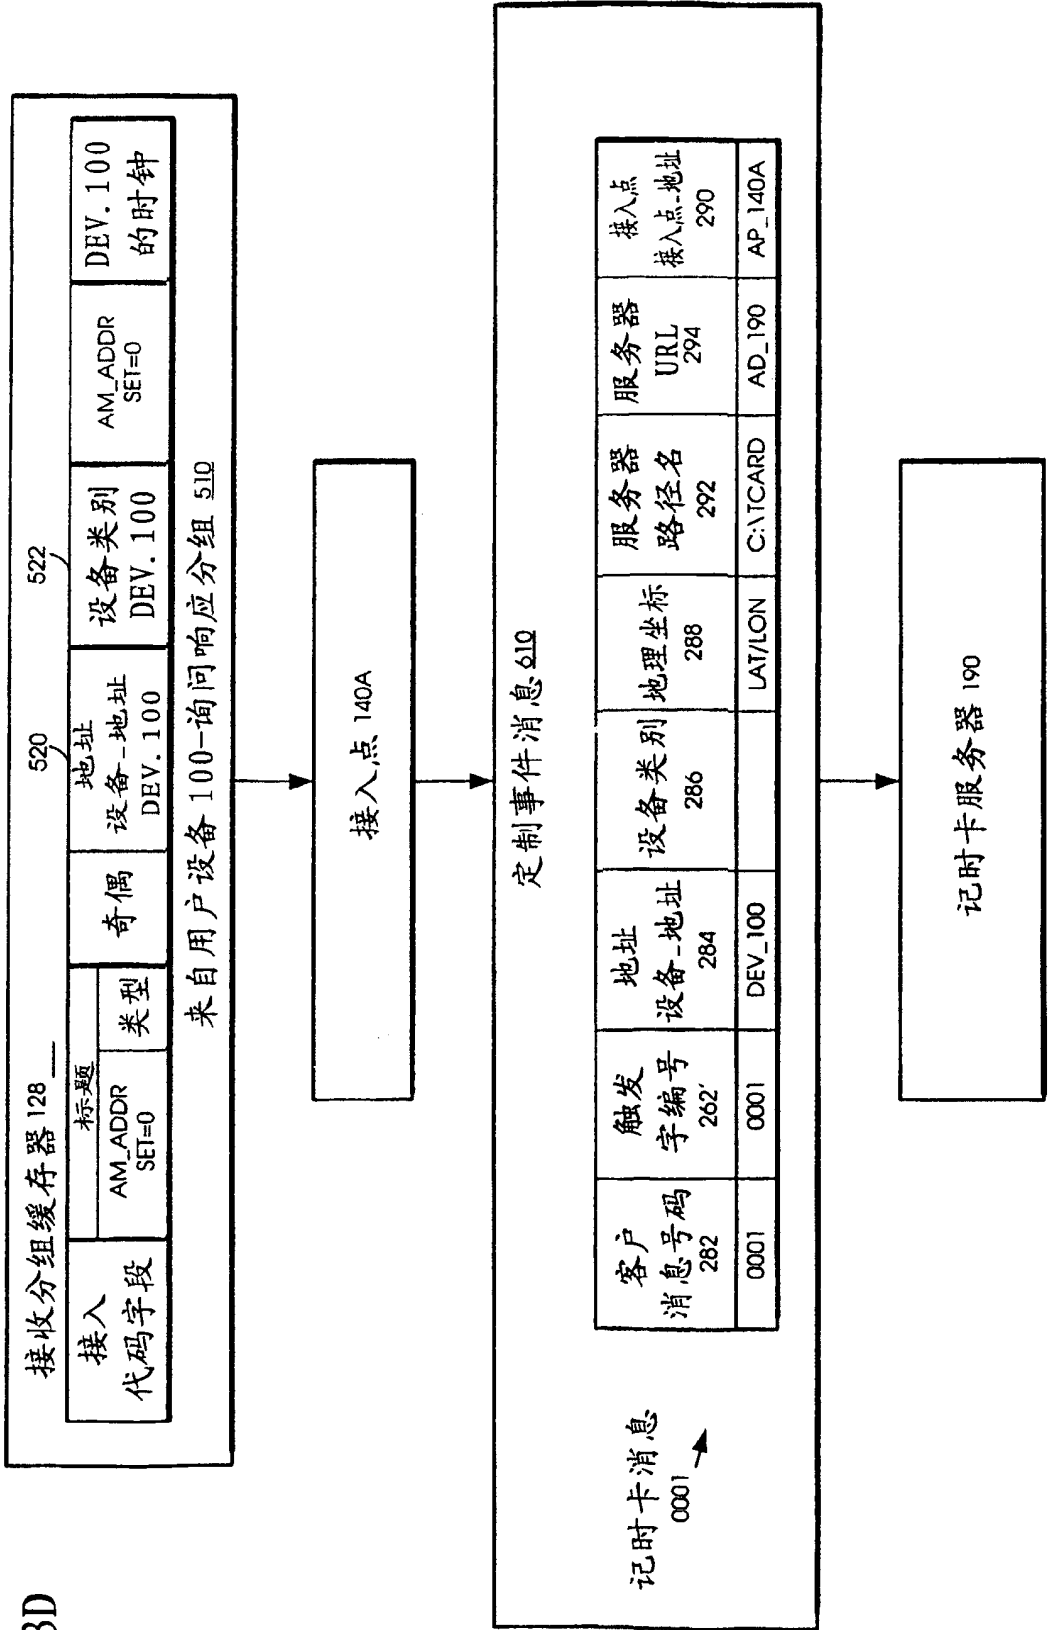 3D
接收分组缓存器 128
520
522
接入
代码字段
标题
AM_ADDR
SET=0
类型
奇偶
地址
设备-地址
DEV.100
设备类别
DEV.100
AM_ADDR
SET=0
DEV.100
的时钟
来自用户设备100-询问响应分组 510
接入点 140A
定制事件消息 610
记时卡消息
0001
客户
消息号码
282
触发
字编号
262'
地址
设备-地址
284
设备类别
286
地理坐标
288
服务器
路径名
292
服务器
URL
294
接入点
接入点-地址
290
0001
0001
DEV_100
LAT/LON
C:\TCARD
AD_190
AP_140A
记时卡服务器 190